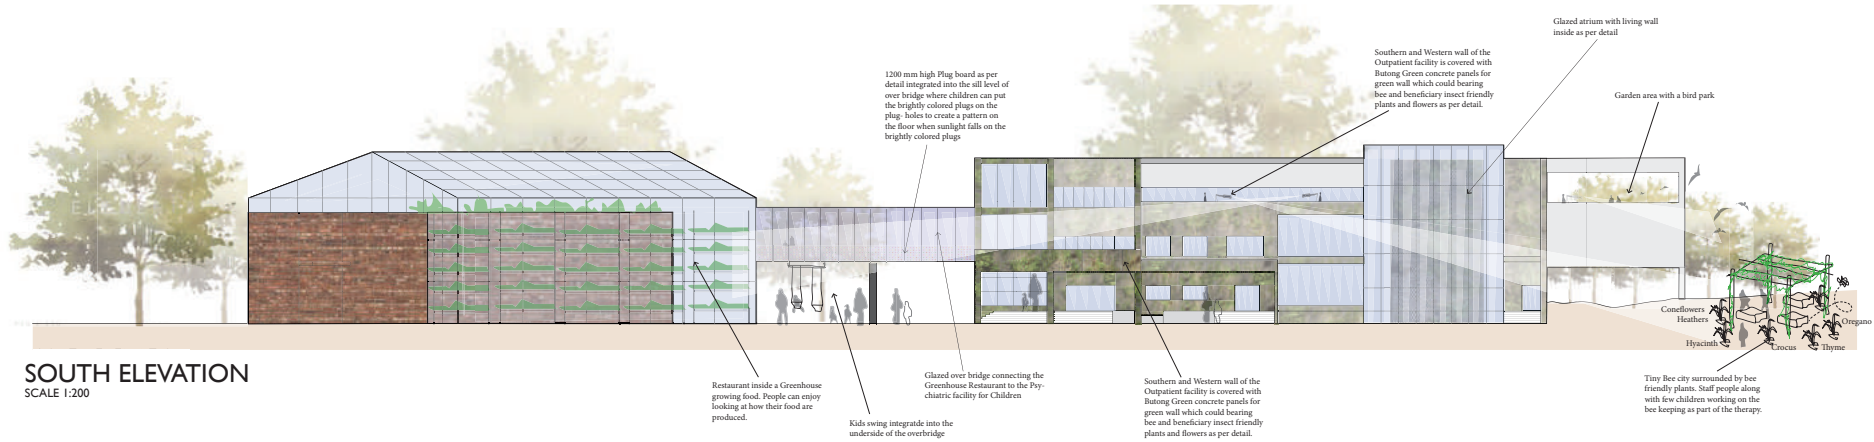 Glazed atrium with living wall
inside as per detail
Southern and Western wall of the
Outpatient facility is covered with
Butong Green concrete panels for
green wall which could bearing
bee and beneficiary insect friendly
plants and flowers as per detail.
1200 mm high Plug board as per
detail integrated into the sill level of
over bridge where children can put
the brightly colored plugs on the
plug- holes to create a pattern on
the floor when sunlight falls on the
brightly colored plugs
Garden area with a bird park
Coneflowers
Heathers
Hyacinth
Crocus
Thyme
Oregano
SOUTH ELEVATION
SCALE 1:200
Restaurant inside a Greenhouse
growing food. People can enjoy
looking at how their food are
produced.
Kids swing integratde into the
underside of the overbridge
Glazed over bridge connecting the
Greenhouse Restaurant to the Psy-
chiatric facility for Children
Southern and Western wall of the
Outpatient facility is covered with
Butong Green concrete panels for
green wall which could bearing
bee and beneficiary insect friendly
plants and flowers as per detail.
Tiny Bee city surrounded by bee
friendly plants. Staff people along
with few children working on the
bee keeping as part of the therapy.